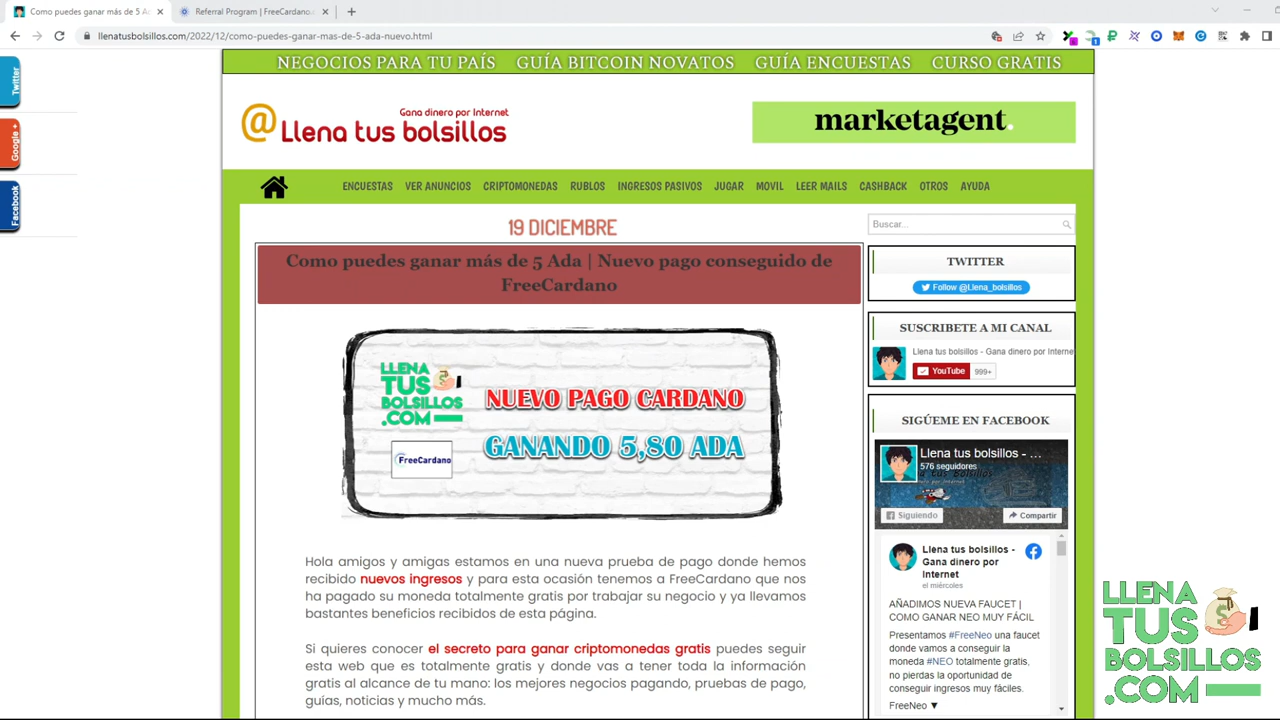 Como puedes ganar más de 5 A
Referral Program | FreeCardano.c
llenatusbolsillos.com/2022/12/como-puedes-ganar-mas-de-5-ada-nuevo.html
Twitter
Google +
Facebook
NEGOCIOS PARA TU PAÍS GUÍA BITCOIN NOVATOS GUÍA ENCUESTAS CURSO GRATIS
Gana dinero por Internet
@ Llena tus bolsillos
marketagent.
ENCUESTAS VER ANUNCIOS CRIPTOMONEDAS RUBLOS INGRESOS PASIVOS JUGAR MOVIL LEER MAILS CASHBACK OTROS AYUDA
19 DICIEMBRE
Como puedes ganar más de 5 Ada | Nuevo pago conseguido de
FreeCardano
LLENA
TUS
BOLSILLOS
.COM
FreeCardano
NUEVO PAGO CARDANO
GANANDO 5,80 ADA
Hola amigos y amigas estamos en una nueva prueba de pago donde hemos
recibido nuevos ingresos y para esta ocasión tenemos a FreeCardano que nos
ha pagado su moneda totalmente gratis por trabajar su negocio y ya llevamos
bastantes beneficios recibidos de esta página.
Si quieres conocer el secreto para ganar criptomonedas gratis puedes seguir
esta web que es totalmente gratis y donde vas a tener toda la información
gratis al alcance de tu mano: los mejores negocios pagando, pruebas de pago,
guías, noticias y mucho más.
Buscar...
TWITTER
Follow @Llena_bolsillos
SUSCRIBETE A MI CANAL
Llena tus bolsillos - Gana dinero por Interne
YouTube 999+
SIGÚEME EN FACEBOOK
Llena tus bolsillos - ...
576 seguidores
Siguiendo
Compartir
Llena tus bolsillos -
Gana dinero por
Internet
el miércoles
AÑADIMOS NUEVA FAUCET |
COMO GANAR NEO MUY FÁCIL
Presentamos #FreeNeo una faucet
donde vamos a conseguir la
moneda #NEO totalmente gratis,
no pierdas la oportunidad de
conseguir ingresos muy fáciles.
FreeNeo ▼
LLENA
TUS
BOLSILLOS
.COM